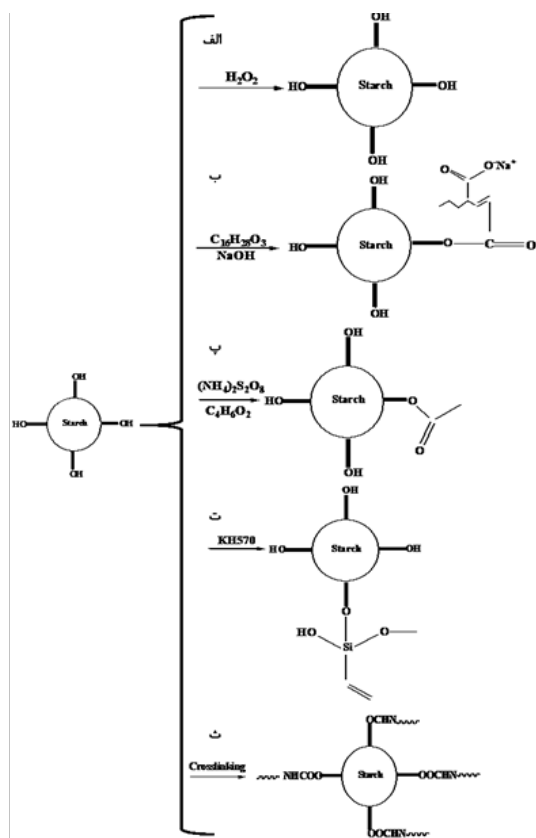 الف
H₂O₂
OH
HO
Starch
OH
OH
ب
C₁₆H₂₈O₃
NaOH
OH
HO
Starch
O
C
O
OH
O
O⁻Na⁺
پ
(NH₄)₂S₂O₈
C₄H₆O₂
OH
HO
Starch
O
O
OH
OH
HO
Starch
OH
OH
ت
KH570
OH
HO
Starch
OH
O
HO
Si
O
ث
Crosslinking
OCHN
NHCOO
Starch
OOCHN
OOCHN